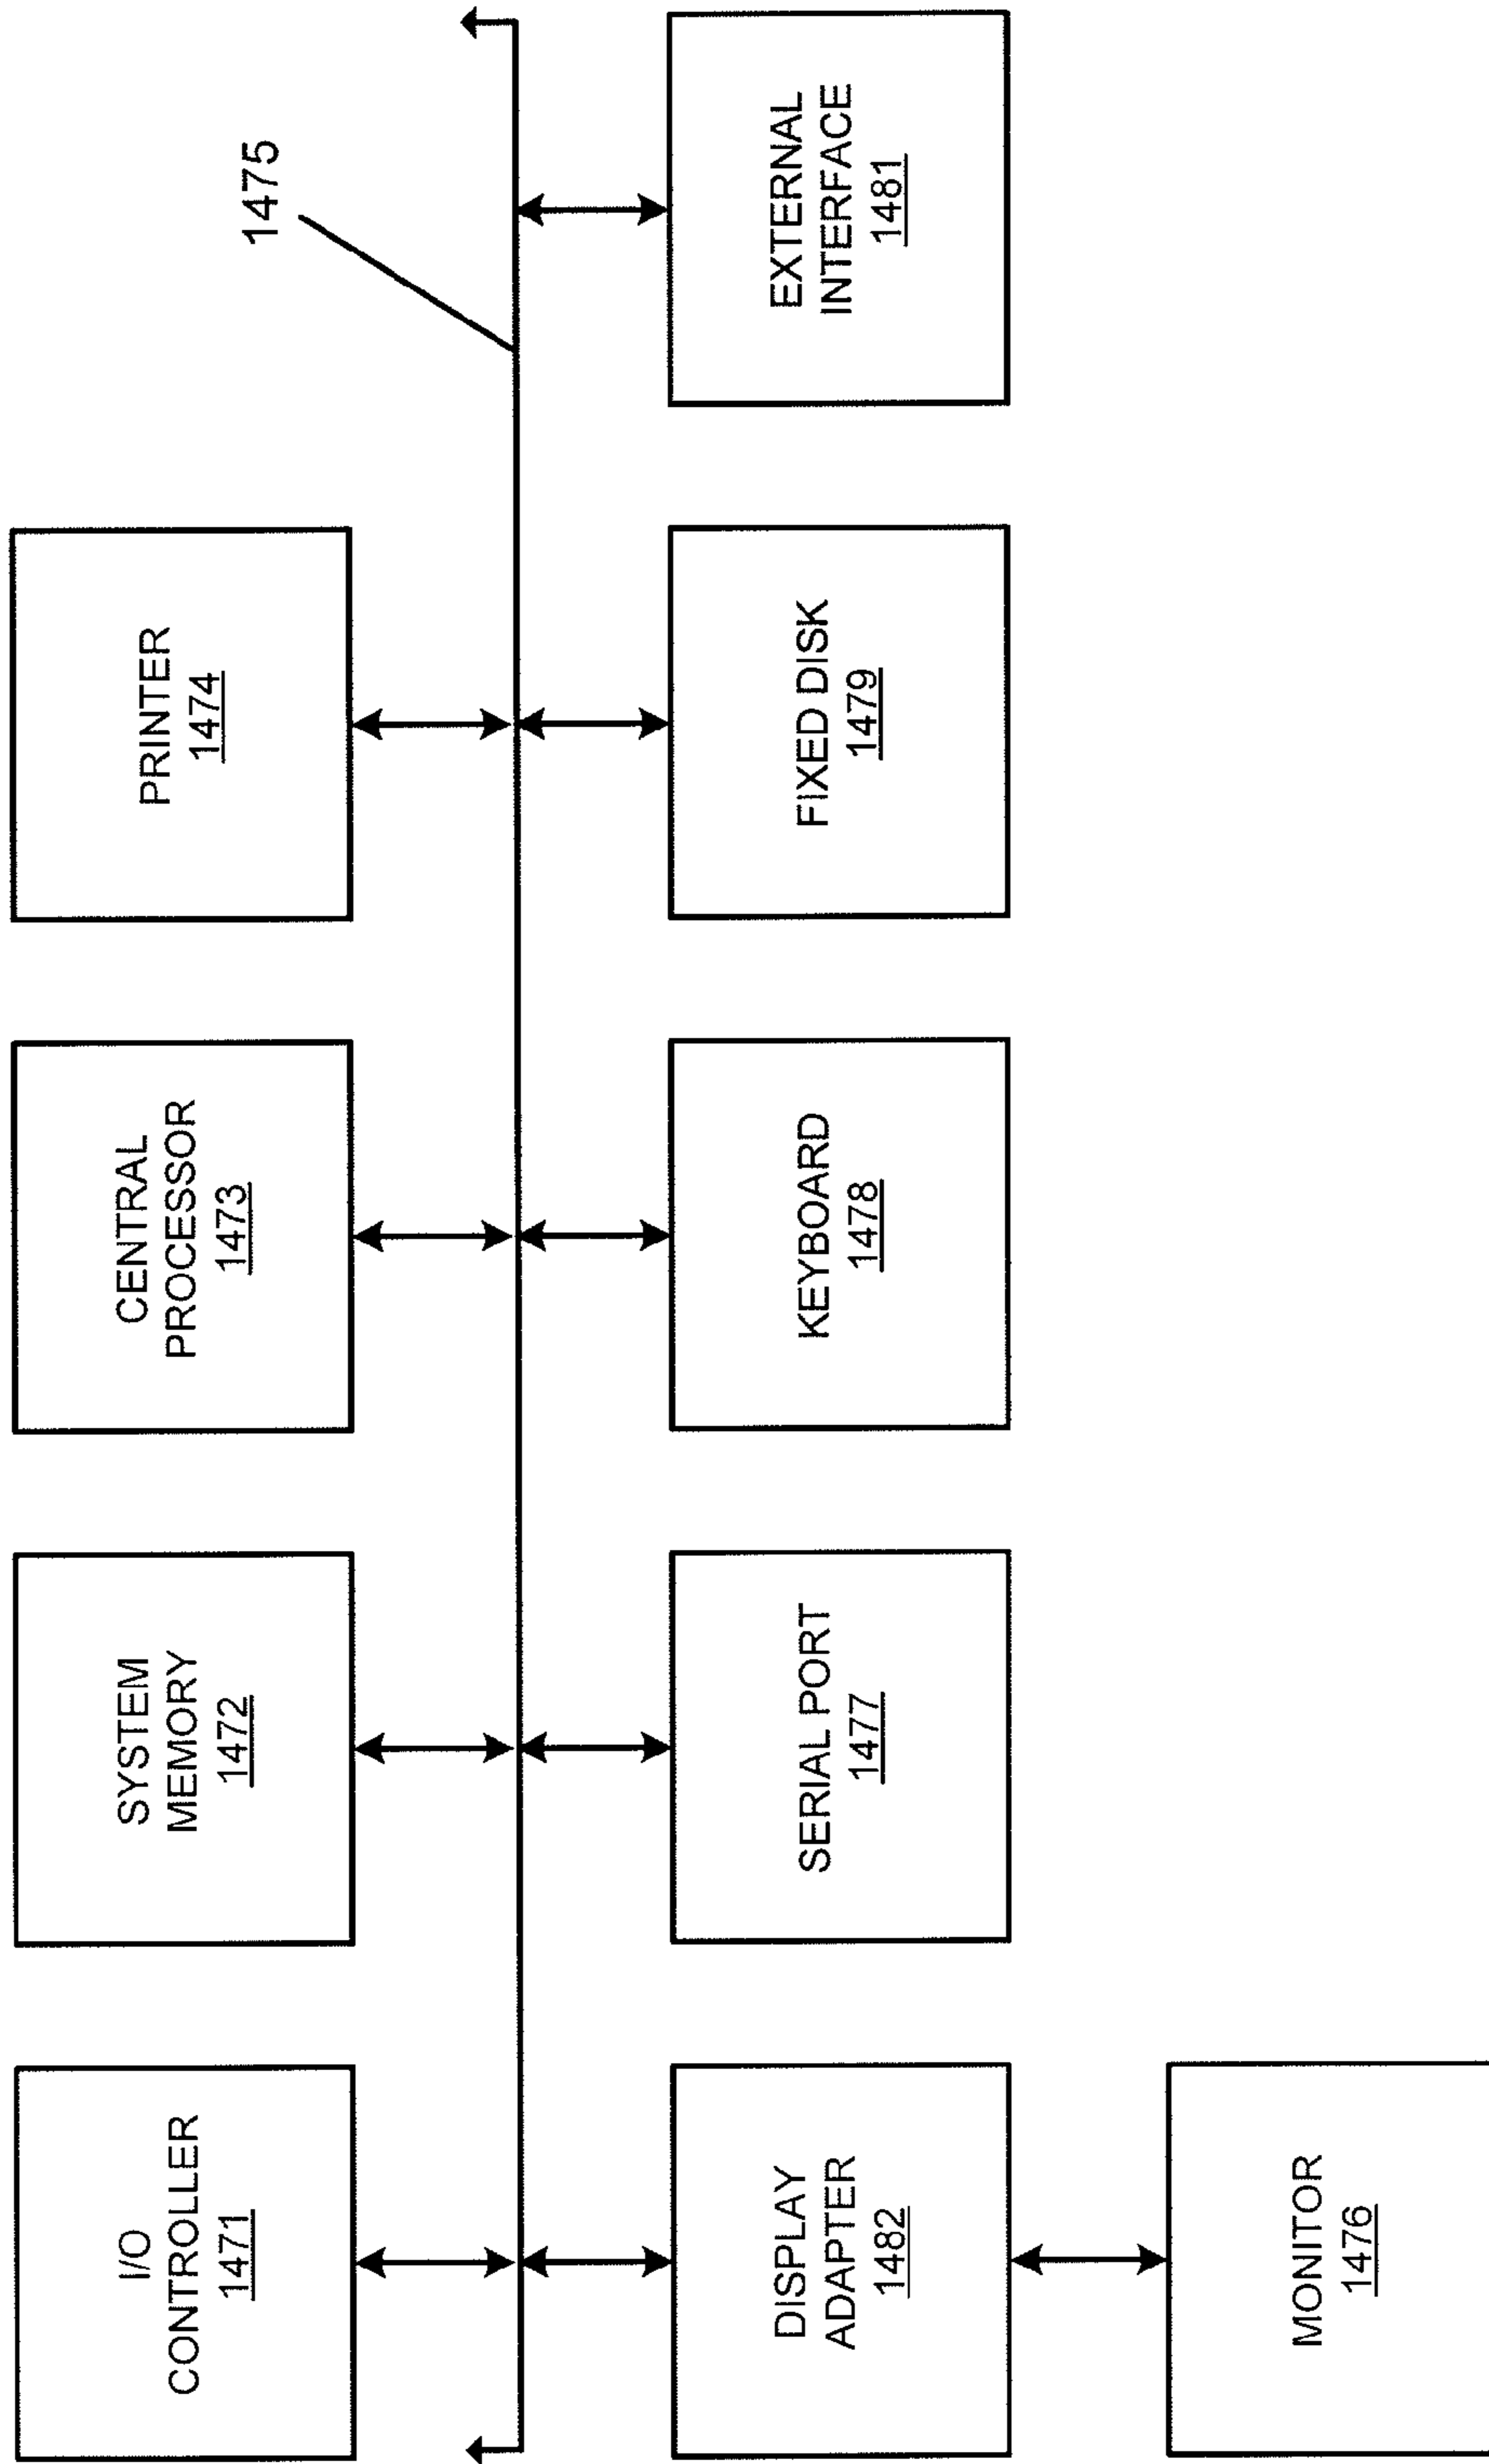 I/O
CONTROLLER
1471
SYSTEM
MEMORY
1472
CENTRAL
PROCESSOR
1473
PRINTER
1474
1475
DISPLAY
ADAPTER
1482
SERIAL PORT
1477
KEYBOARD
1478
FIXED DISK
1479
EXTERNAL
INTERFACE
1481
MONITOR
1476